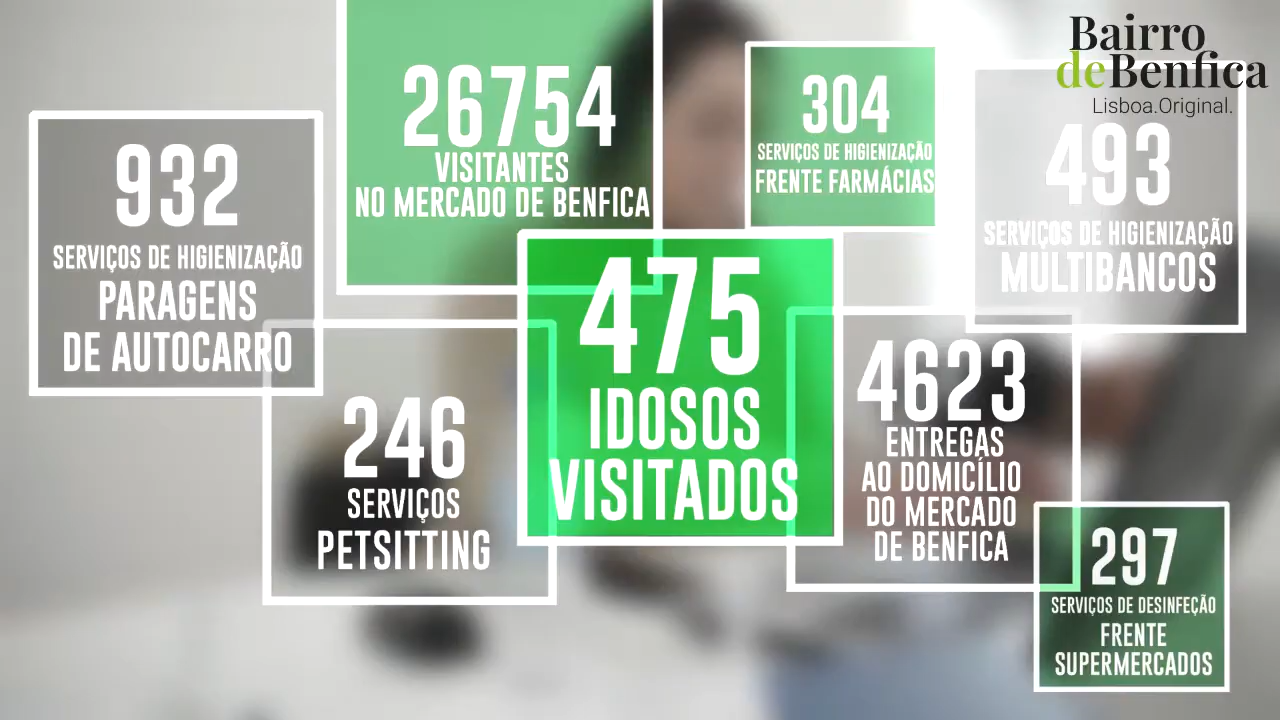 Bairro
deBenfica
Lisboa.Original.
932
SERVIÇOS DE HIGIENIZAÇÃO
PARAGENS
DE AUTOCARRO
26754
VISITANTES
NO MERCADO DE BENFICA
304
SERVIÇOS DE HIGIENIZAÇÃO
FRENTE FARMÁCIAS
493
SERVIÇOS DE HIGIENIZAÇÃO
MULTIBANCOS
246
SERVIÇOS
PETSITTING
475
IDOSOS
VISITADOS
4623
ENTREGAS
AO DOMICÍLIO
DO MERCADO
DE BENFICA
297
SERVIÇOS DE DESINFEÇÃO
FRENTE
SUPERMERCADOS